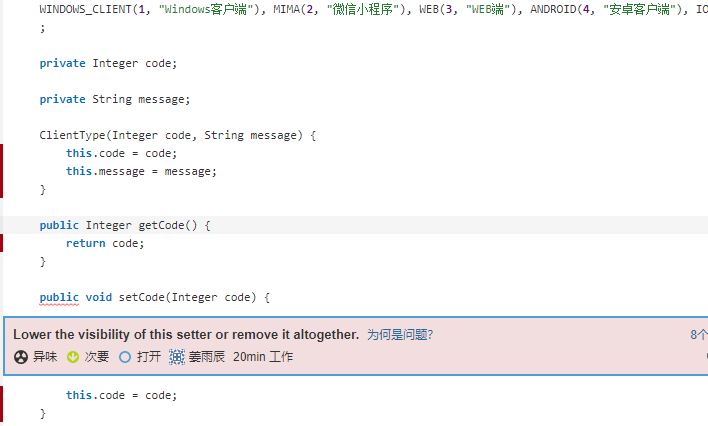 WINDOWS_CLIENT(1, "Windows客户端"), MIMA(2, "微信小程序"), WEB(3, "WEB端"), ANDROID(4, "安卓客户端"), IO
;
private Integer code;
private String message;
ClientType(Integer code, String message) {
this.code = code;
this.message = message;
}
public Integer getCode() {
return code;
}
public void setCode(Integer code) {
Lower the visibility of this setter or remove it altogether. 为何是问题? 8个
异味 次要 打开 姜雨辰 20min 工作
this.code = code;
}